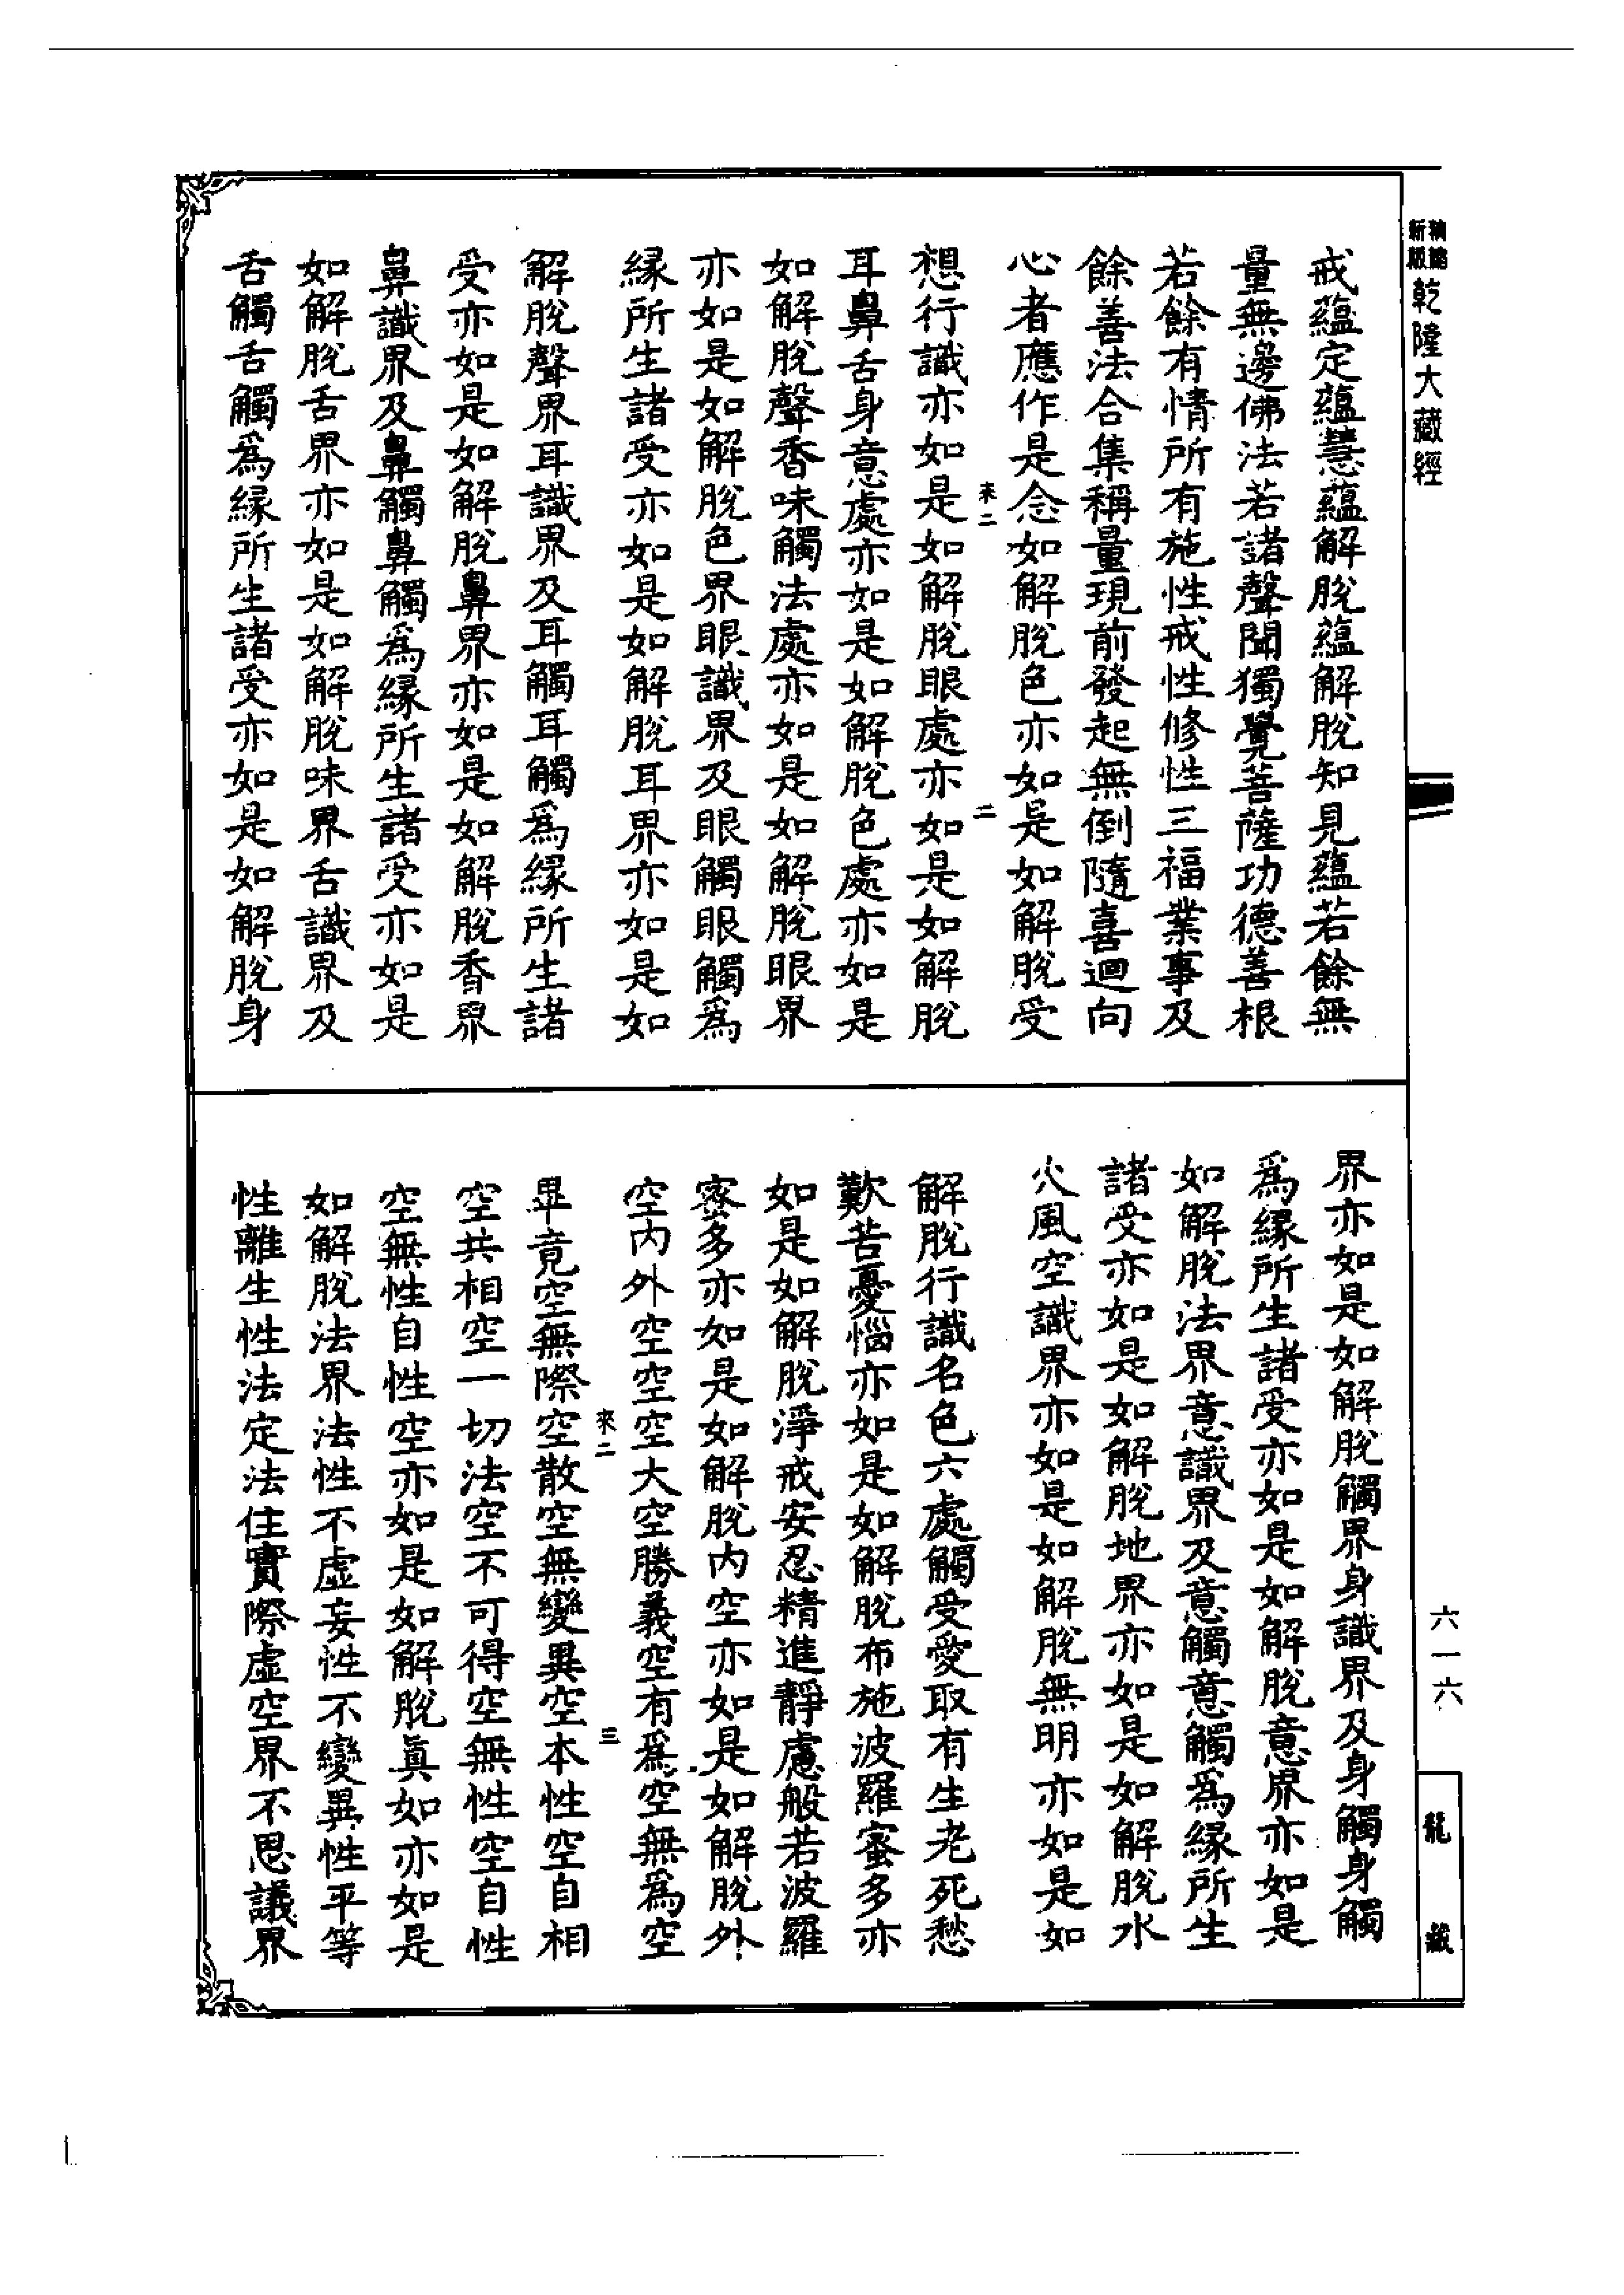 新版精縮乾隆大藏經
戒蘊定蘊慧蘊解脫蘊解脫知見蘊若餘無
量無邊佛法若諸聲聞獨覺菩薩功德善根
若餘有情所有施性戒性修性三福業事及
餘善法合集稱量現前發起無倒隨喜迴向
心者應作是念如解脫色亦如是如解脫受
來二 二
想行識亦如是如解脫眼處亦如是如解脫
耳鼻舌身意處亦如是如解脫色處亦如是
如解脫聲香味觸法處亦如是如解脫眼界
亦如是如解脫色界眼識界及眼觸眼觸爲
緣所生諸受亦如是如解脫耳界亦如是如
解脫聲界耳識界及耳觸耳觸爲緣所生諸
受亦如是如解脫鼻界亦如是如解脫香界
鼻識界及鼻觸鼻觸爲緣所生諸受亦如是
如解脫舌界亦如是如解脫味界舌識界及
舌觸舌觸爲緣所生諸受亦如是如解脫身
界亦如是如解脫觸界身識界及身觸身觸
爲緣所生諸受亦如是如解脫意界亦如是
如解脫法界意識界及意觸意觸爲緣所生
諸受亦如是如解脫地界亦如是如解脫水
火風空識界亦如是如解脫無明亦如是如
解脫行識名色六處觸受愛取有生老死愁
歎苦憂惱亦如是如解脫布施波羅蜜多亦
如是如解脫淨戒安忍精進靜慮般若波羅
蜜多亦如是如解脫內空亦如是如解脫外
空內外空空空大空勝義空有爲空無爲空
來二 三
畢竟空無際空散空無變異空本性空自相
空共相空一切法空不可得空無性空自性
空無性自性空亦如是如解脫眞如亦如是
如解脫法界法性不虛妄性不變異性平等
性離生性法定法住實際虛空界不思議界
六一六
龍藏